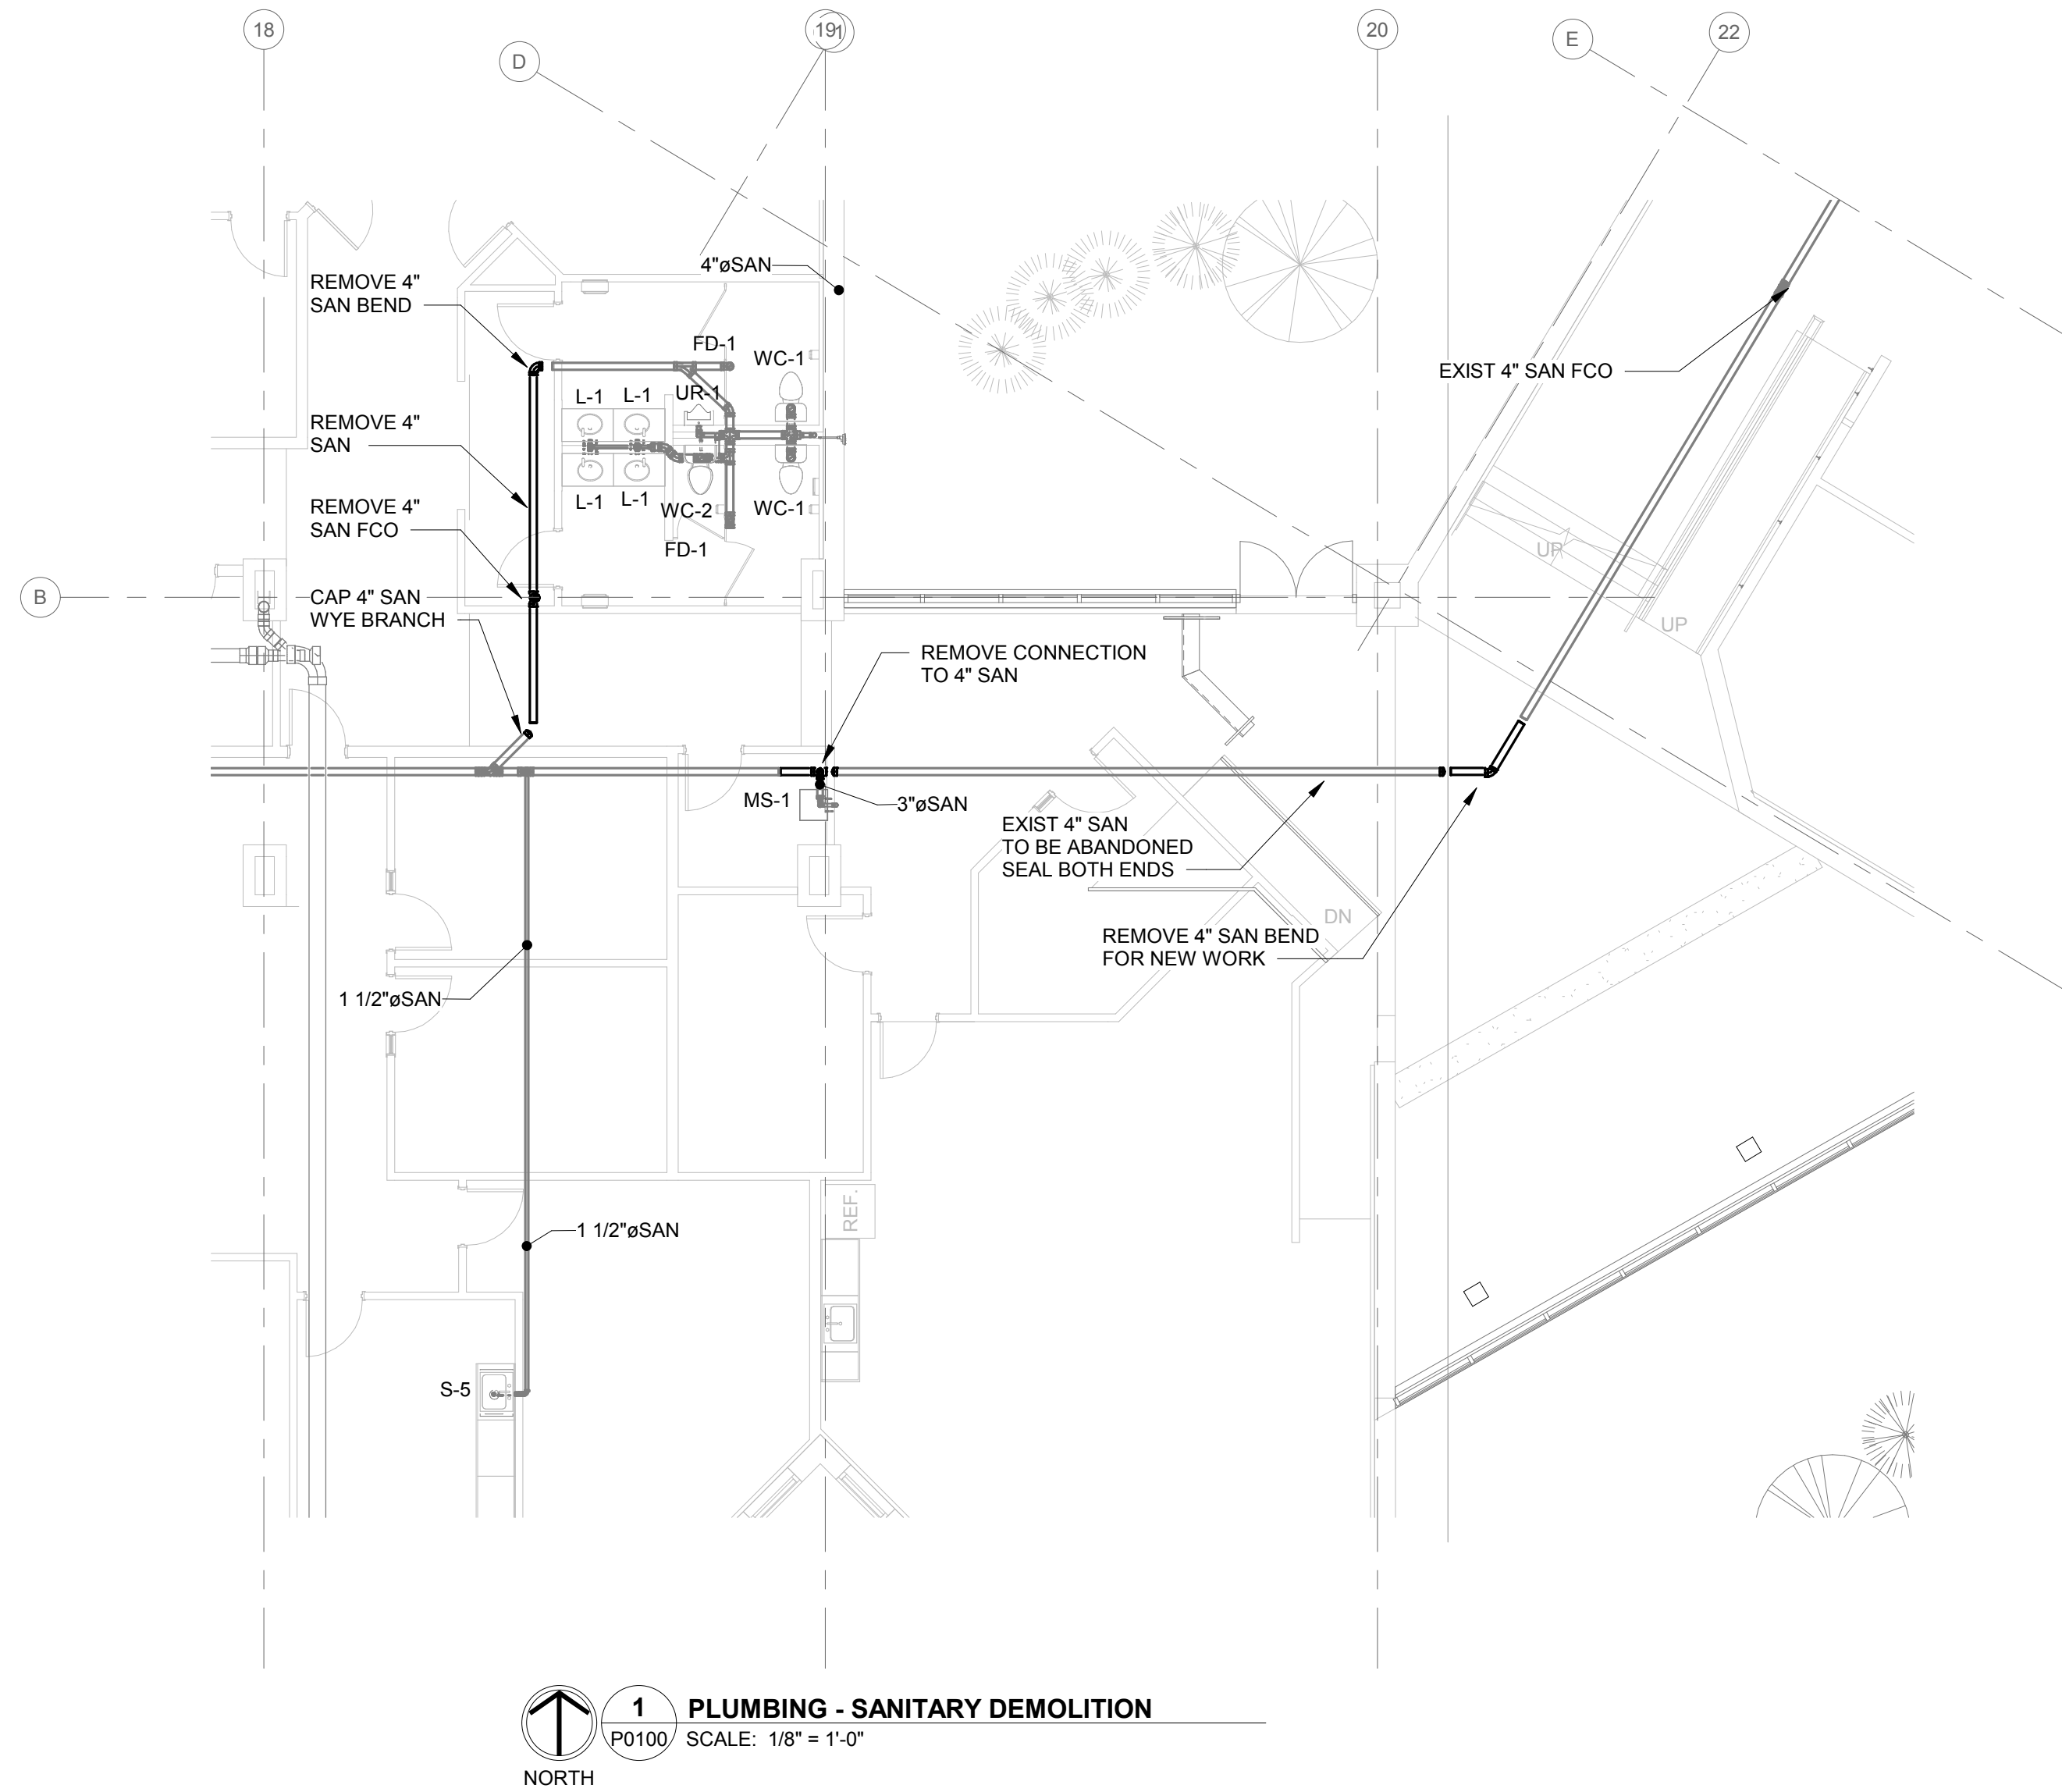 18
19
20
22
D
E
4"øSAN
REMOVE 4"
SAN BEND
FD-1
WC-1
EXIST 4" SAN FCO
L-1
L-1
UR-1
REMOVE 4"
SAN
L-1
L-1
WC-2
WC-1
REMOVE 4"
SAN FCO
FD-1
UP
B
CAP 4" SAN
WYE BRANCH
UP
REMOVE CONNECTION
TO 4" SAN
MS-1
3"øSAN
EXIST 4" SAN
TO BE ABANDONED
SEAL BOTH ENDS
DN
REMOVE 4" SAN BEND
FOR NEW WORK
1 1/2"øSAN
REF.
1 1/2"øSAN
S-5
1
P0100
PLUMBING - SANITARY DEMOLITION
SCALE: 1/8" = 1'-0"
NORTH